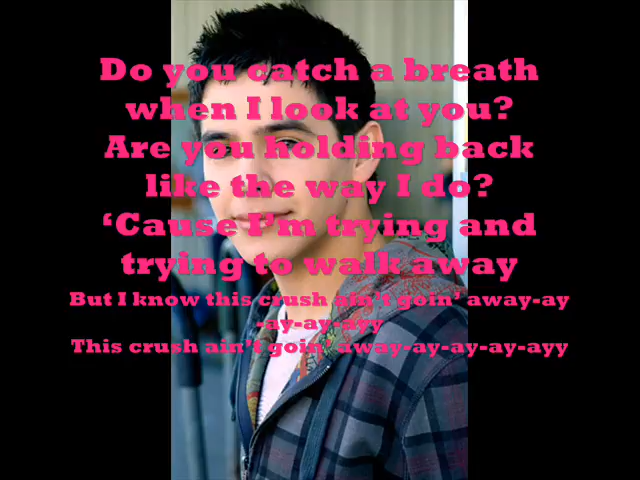 Do you catch a breath
when I look at you?
Are you holding back
like the way I do?
‘Cause I’m trying and
trying to walk away
But I know this crush ain’t goin’ away-ay
-ay-ay-ayy
This crush ain’t goin’ away-ay-ay-ay-ayy